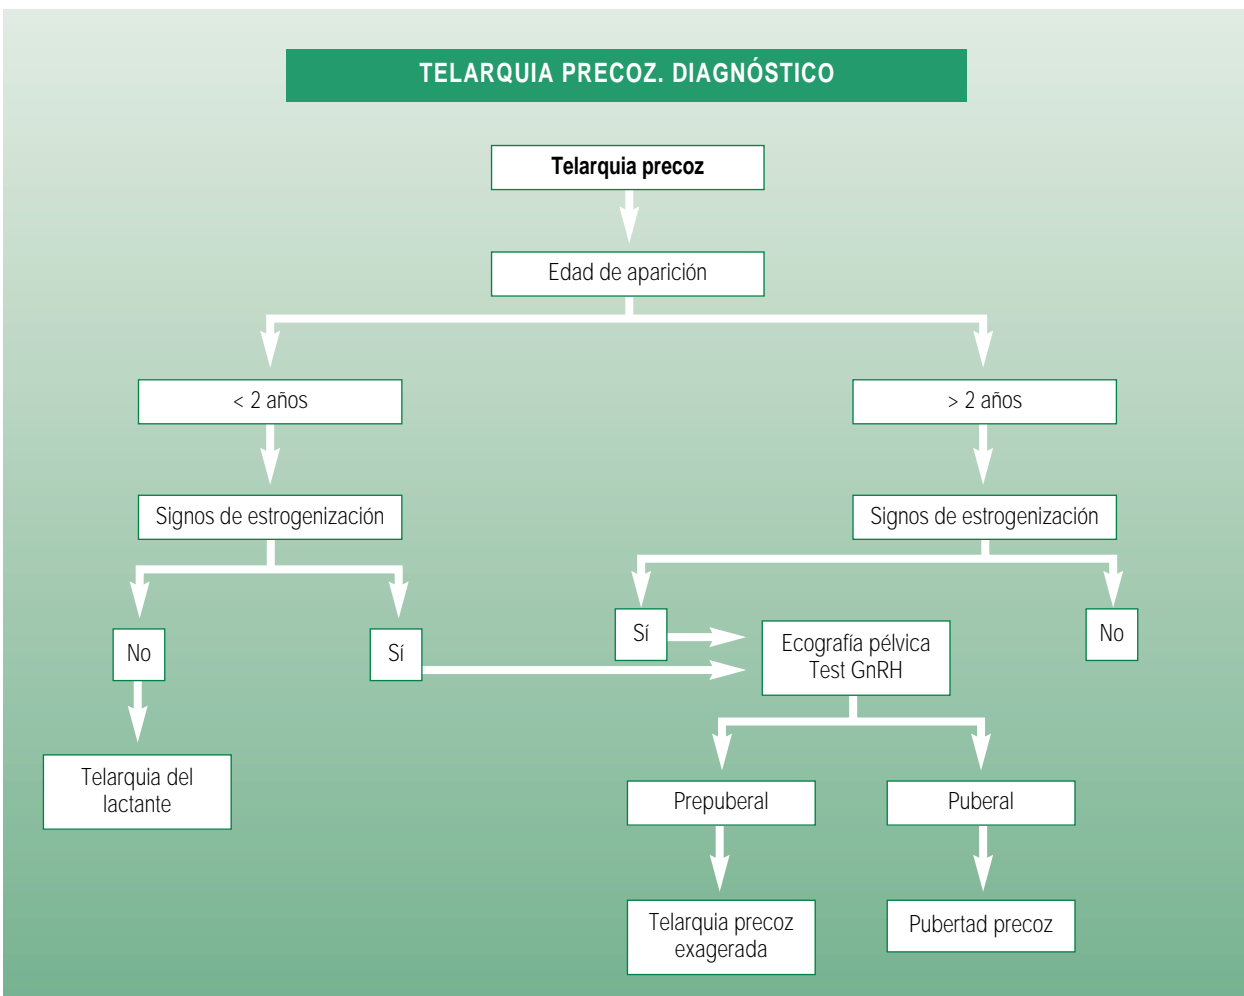 TELARQUIA PRECOZ. DIAGNÓSTICO
Telarquia precoz
Edad de aparición
< 2 años
> 2 años
Signos de estrogenización
Signos de estrogenización
No
Sí
Sí
Ecografía pélvica
Test GnRH
No
Telarquia del
lactante
Prepuberal
Puberal
Telarquia precoz
exagerada
Pubertad precoz